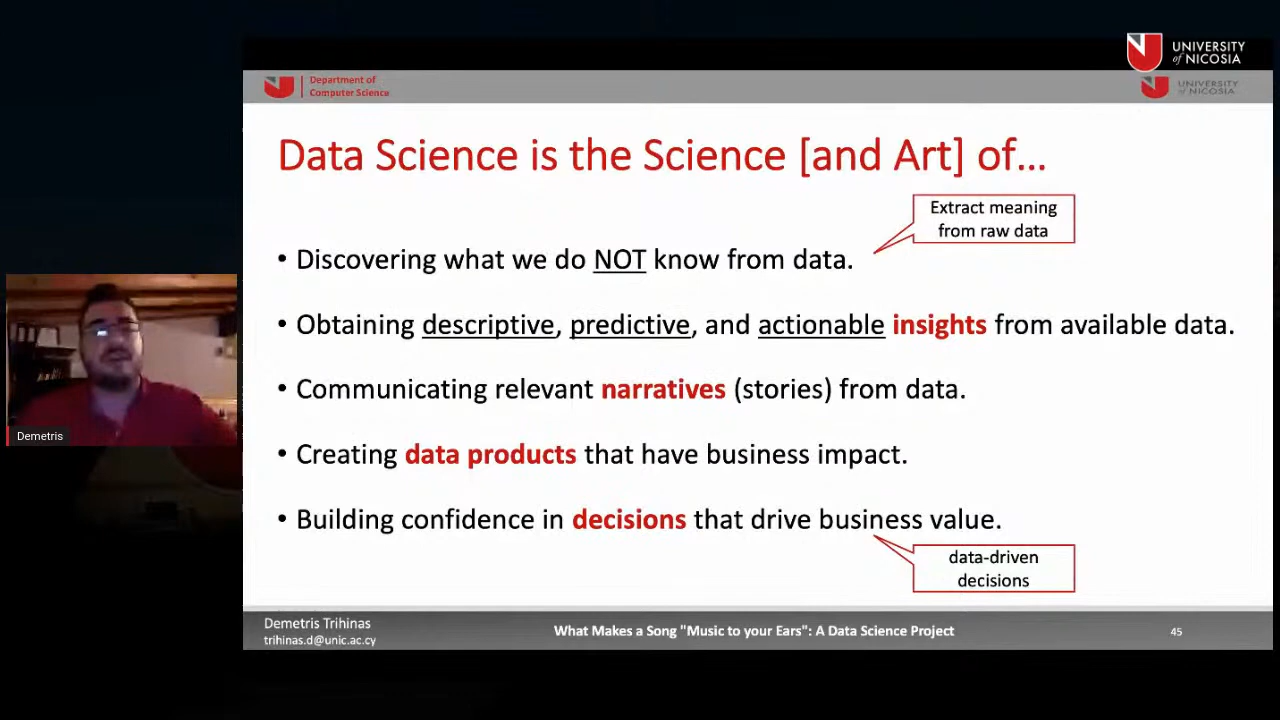 UNIVERSITY
of NICOSIA
Department of
Computer Science
UNIVERSITY
of NICOSIA
Data Science is the Science [and Art] of…
Extract meaning
from raw data
• Discovering what we do NOT know from data.
• Obtaining descriptive, predictive, and actionable insights from available data.
• Communicating relevant narratives (stories) from data.
• Creating data products that have business impact.
• Building confidence in decisions that drive business value.
data-driven
decisions
Demetris
Demetris Trihinas
trihinas.d@unic.ac.cy
What Makes a Song "Music to your Ears": A Data Science Project
45